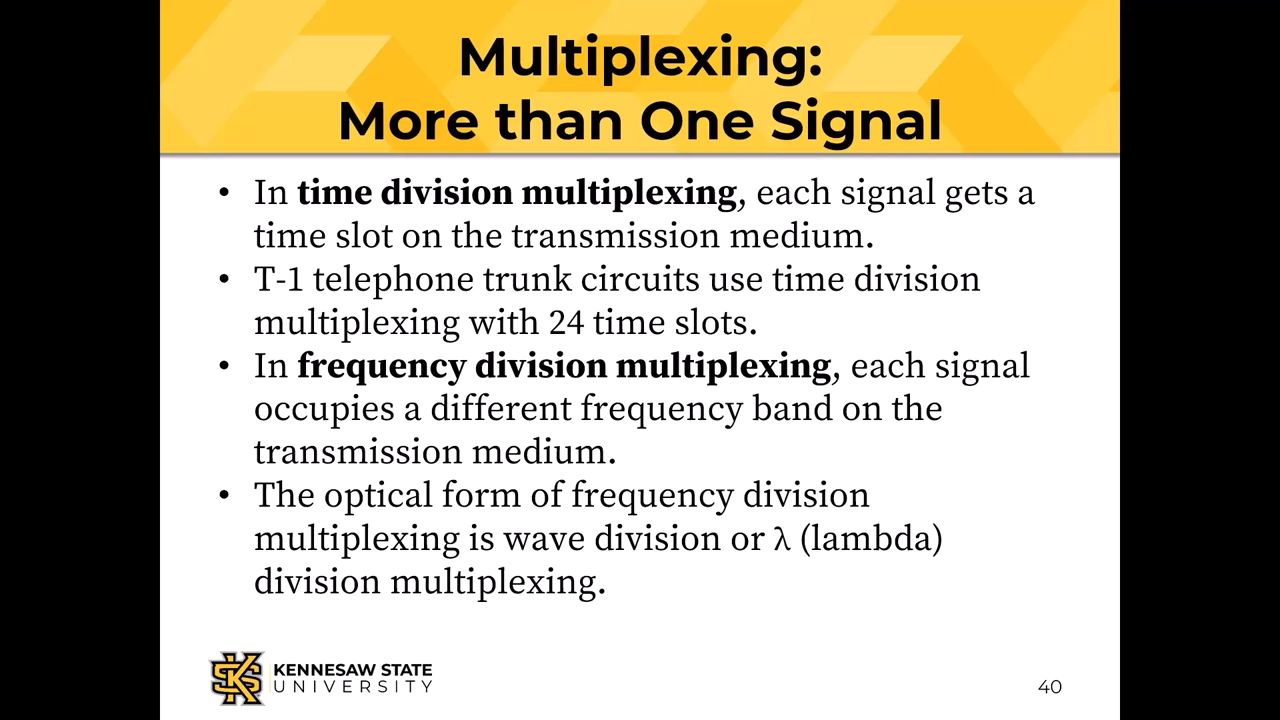 Multiplexing:
More than One Signal
• In time division multiplexing, each signal gets a
time slot on the transmission medium.
• T-1 telephone trunk circuits use time division
multiplexing with 24 time slots.
• In frequency division multiplexing, each signal
occupies a different frequency band on the
transmission medium.
• The optical form of frequency division
multiplexing is wave division or λ (lambda)
division multiplexing.
KS
KENNESAW STATE
UNIVERSITY
40